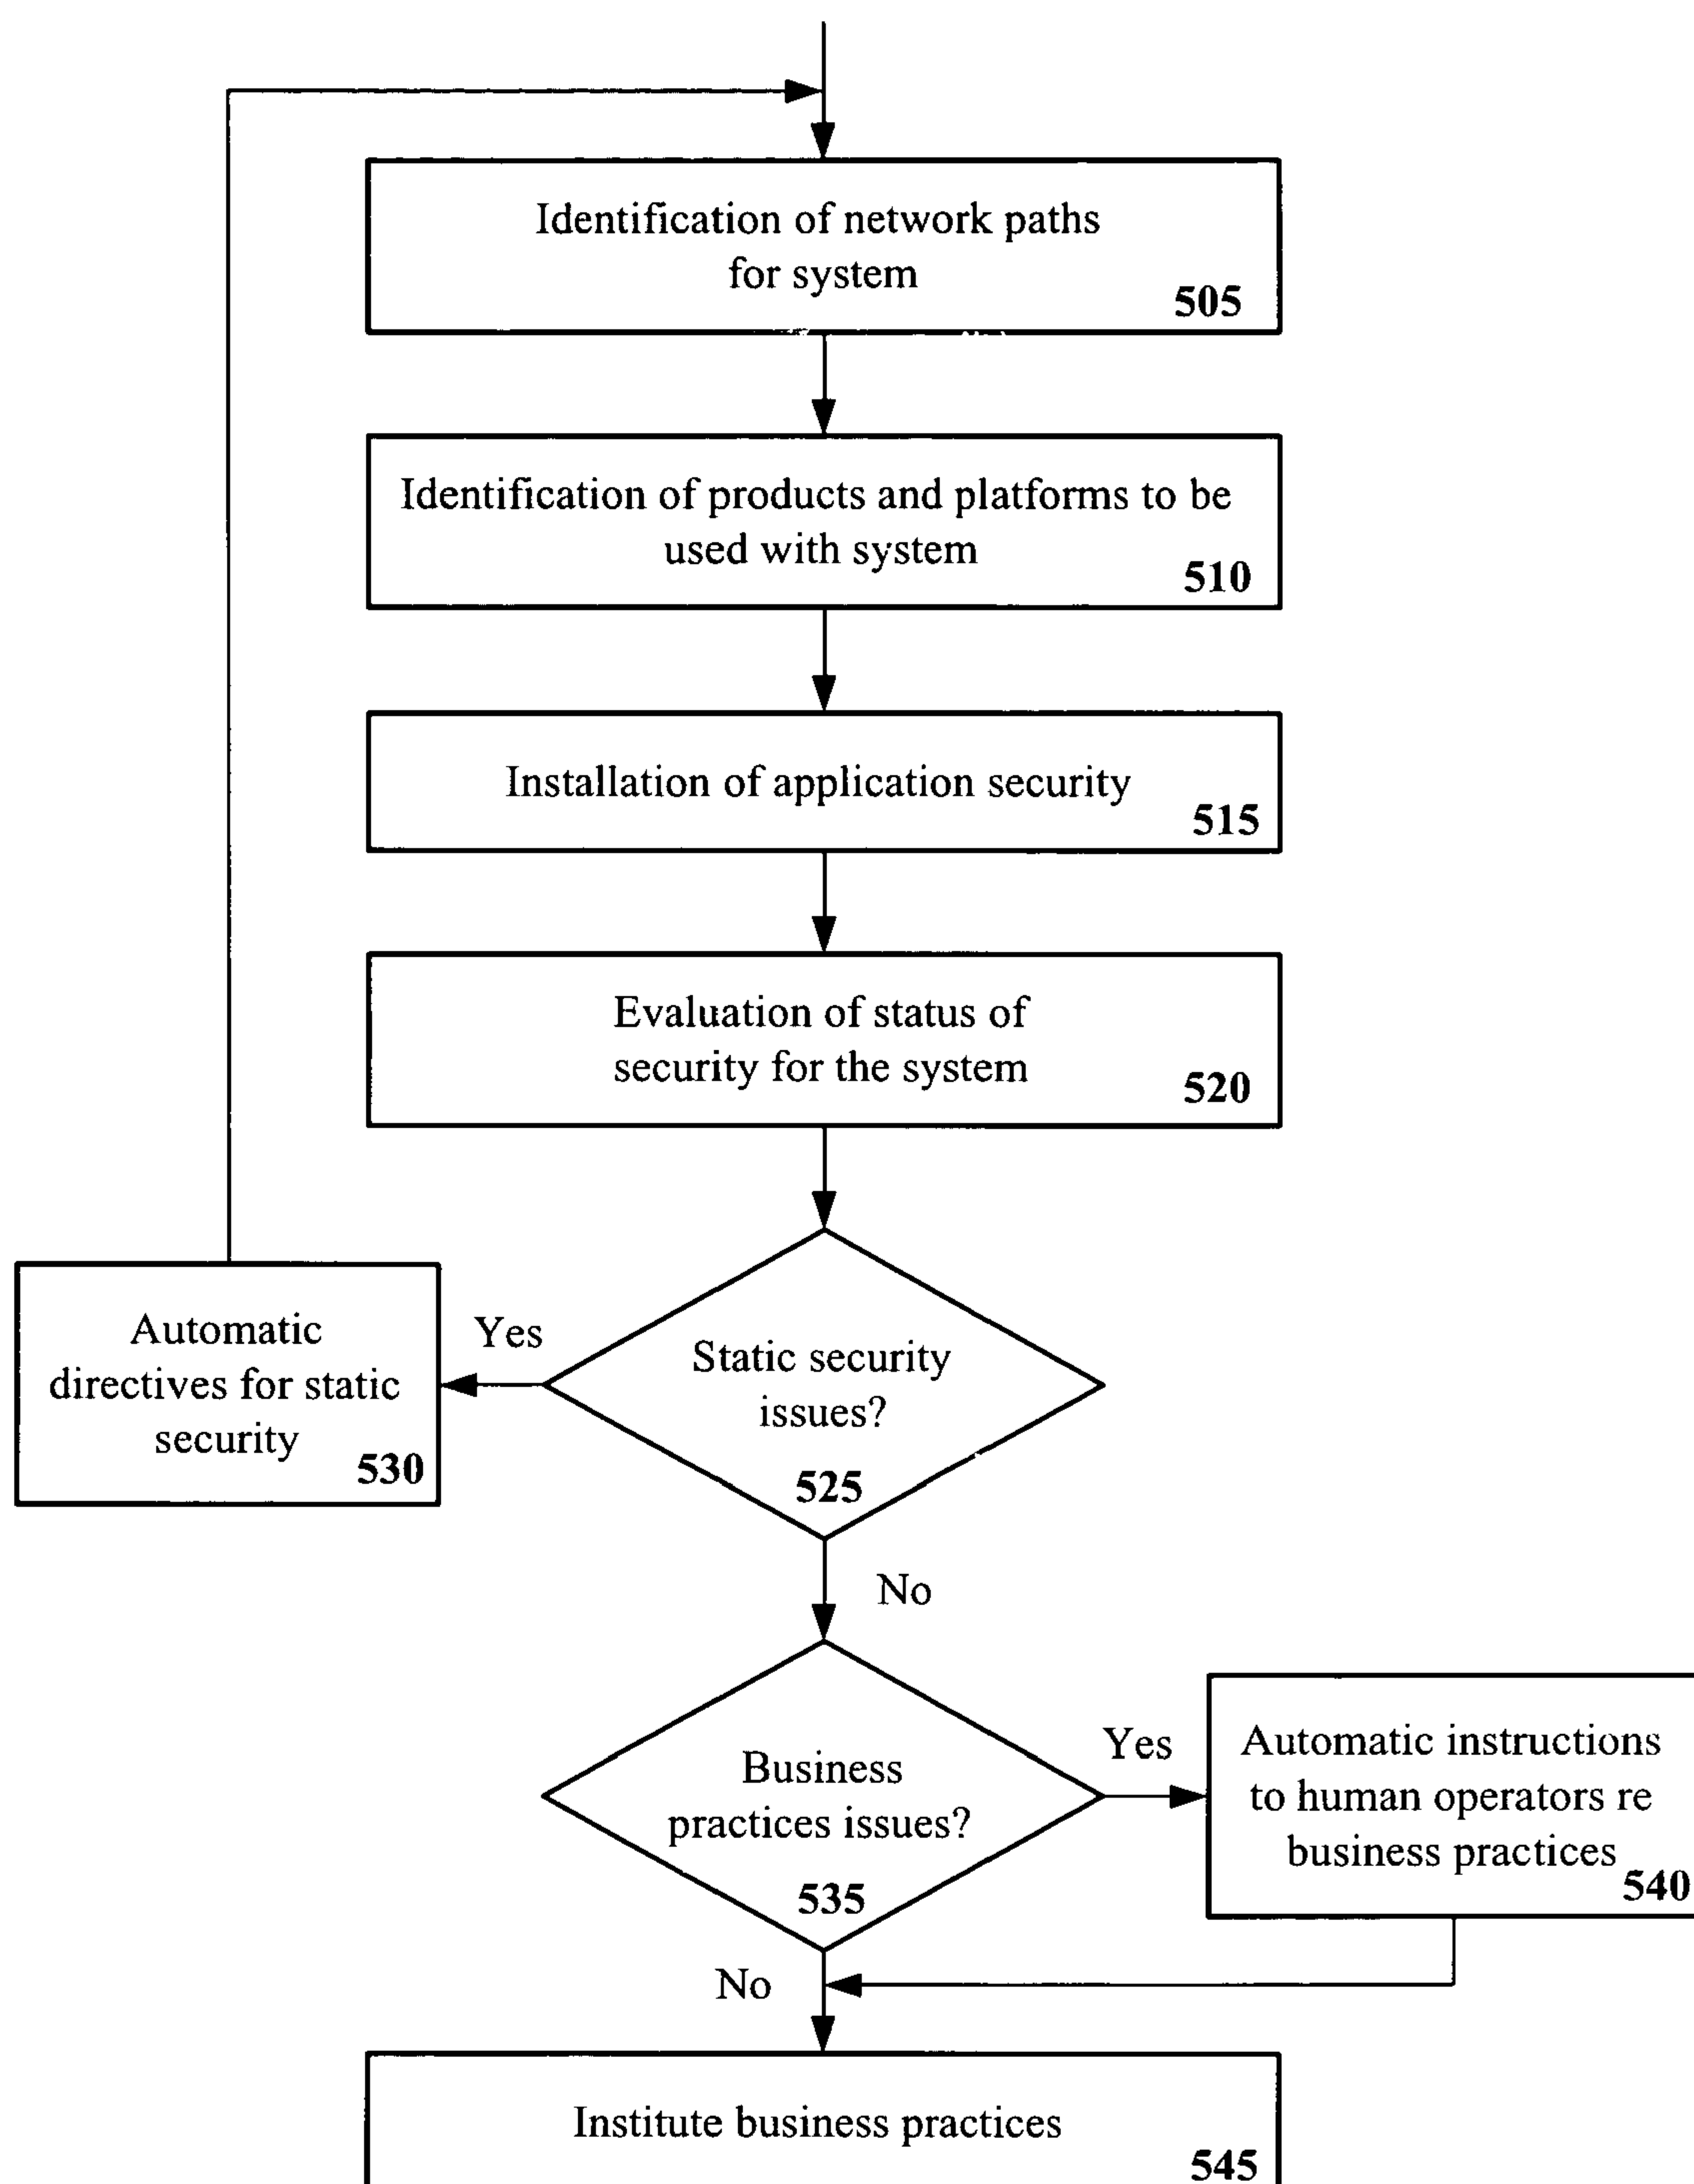 Identification of network paths
for system
505
Identification of products and platforms to be
used with system
510
Installation of application security
515
Evaluation of status of
security for the system
520
Automatic
directives for static
security
530
Yes
Static security
issues?
525
No
Business
practices issues?
535
Yes
Automatic instructions
to human operators re
business practices
540
No
Institute business practices
545